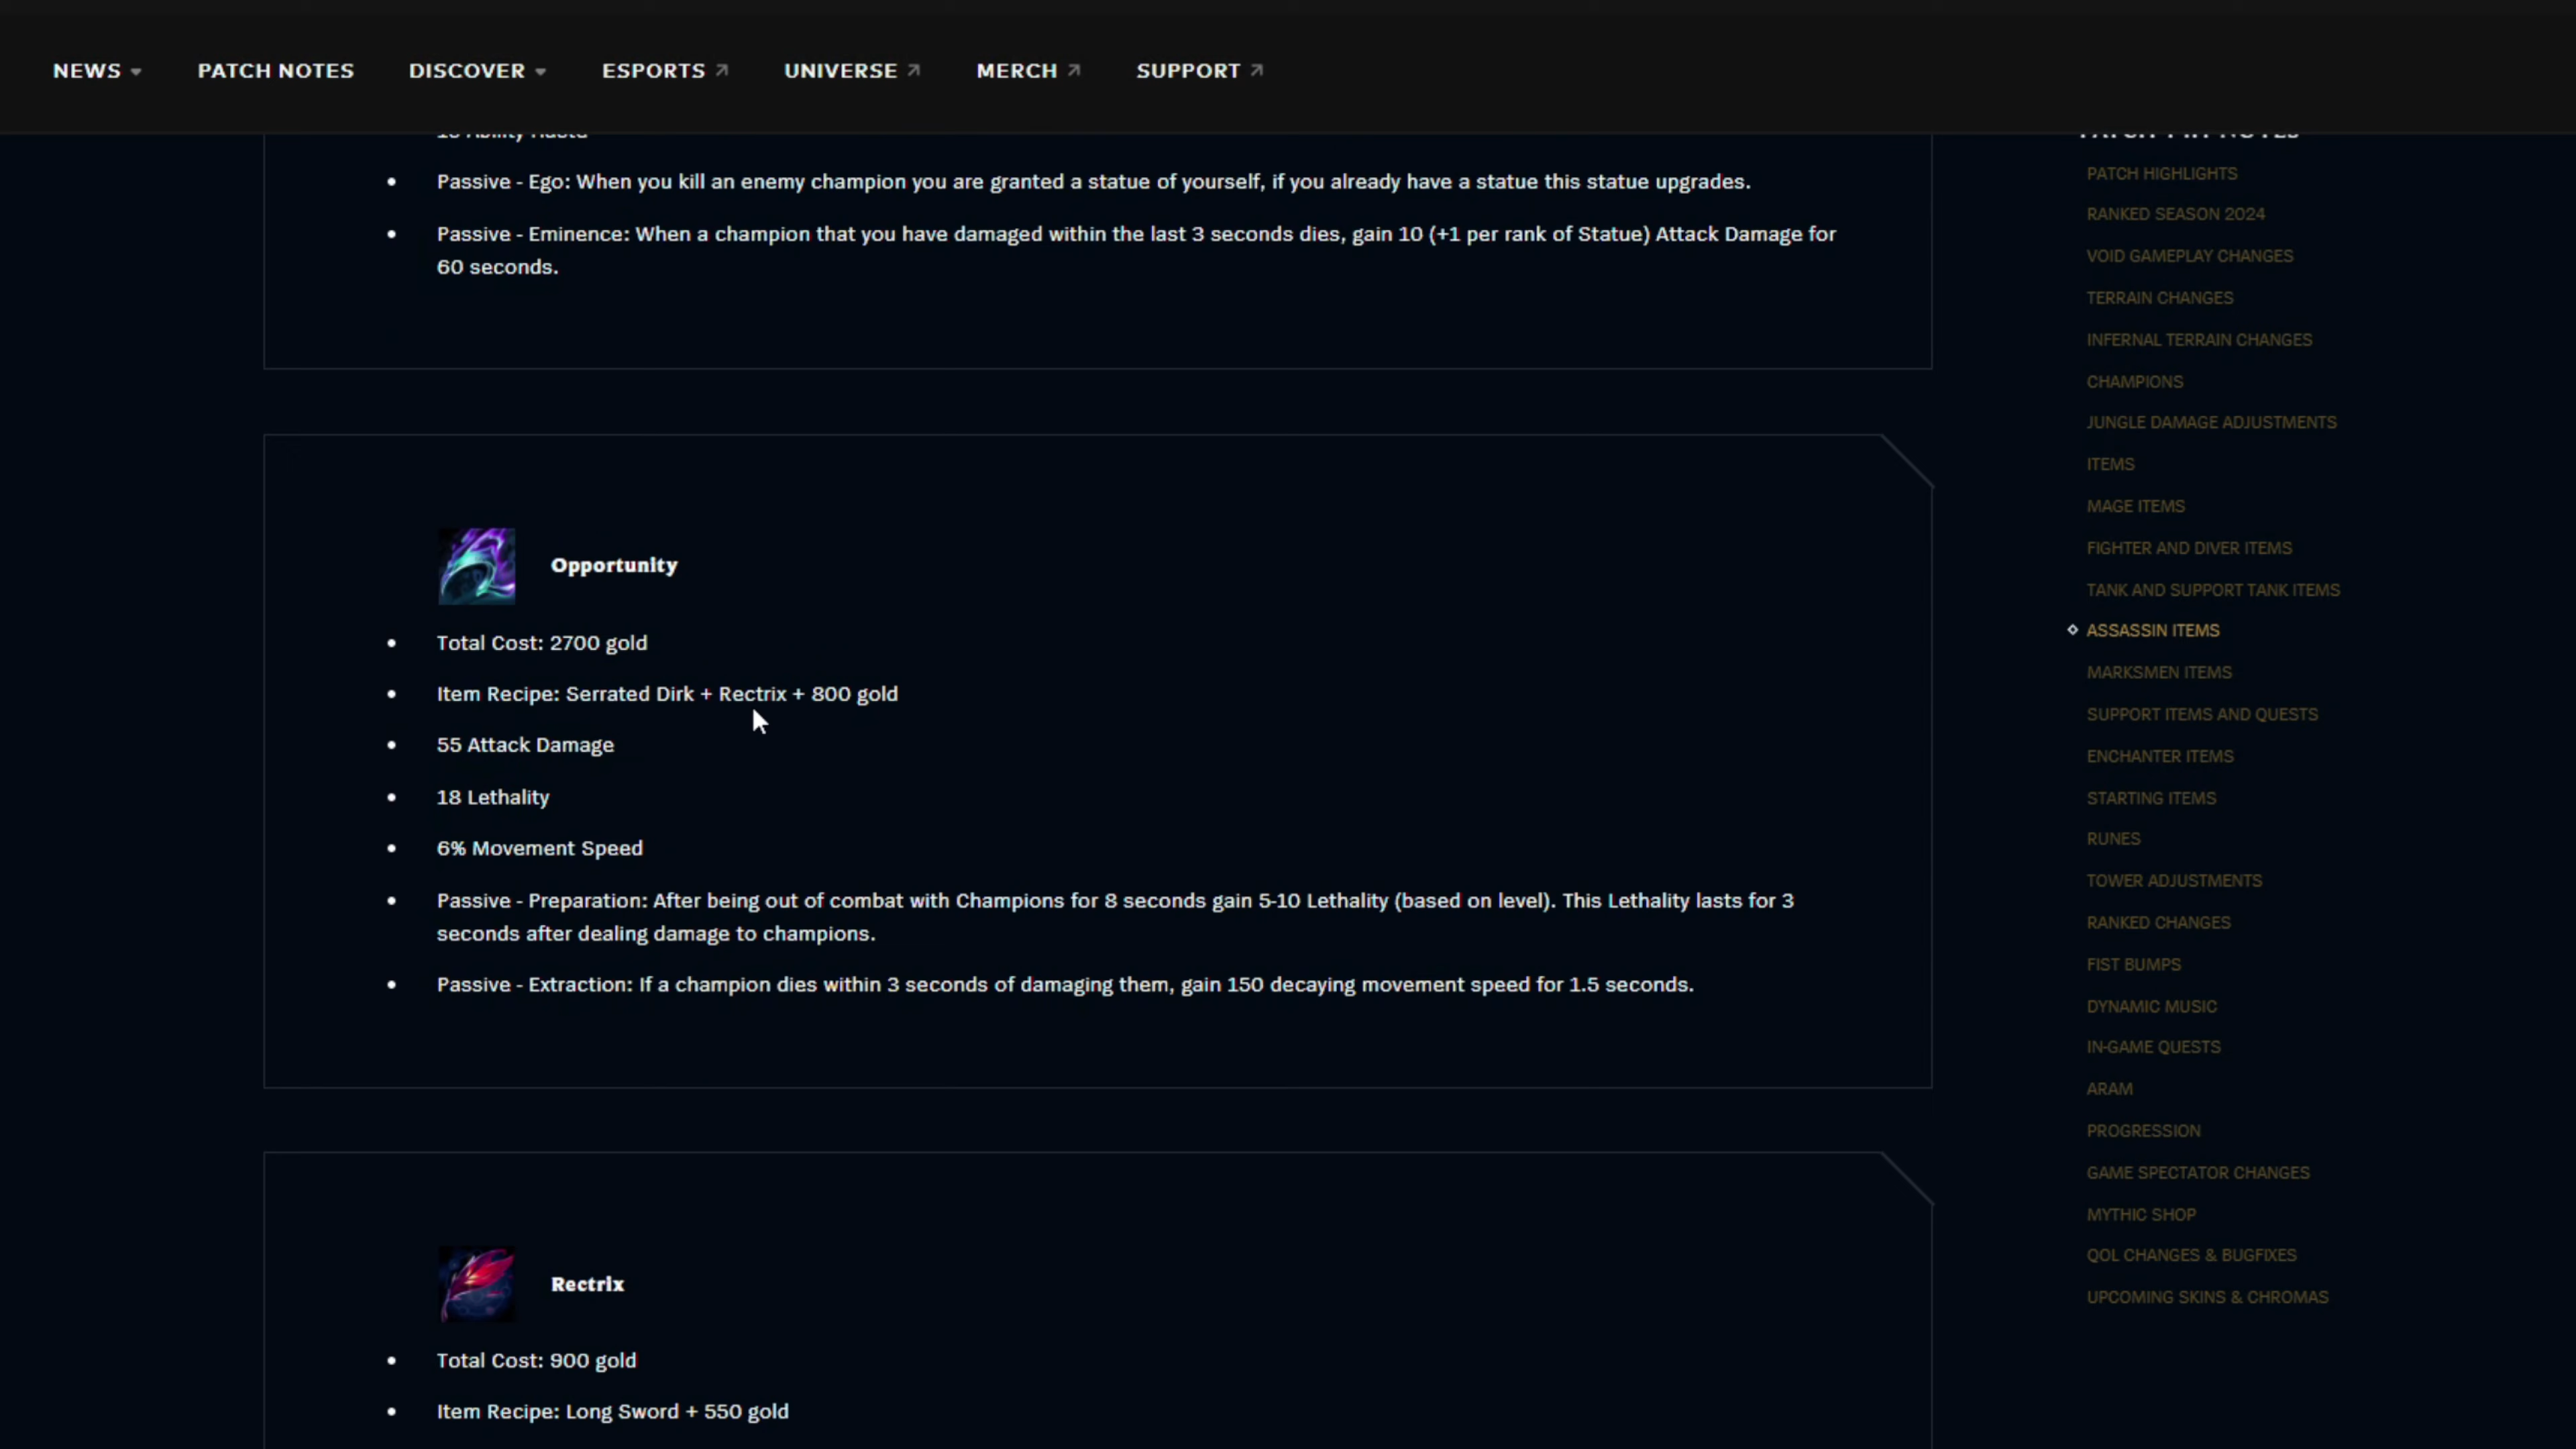 NEWS PATCH NOTES DISCOVER ESPORTS UNIVERSE MERCH SUPPORT
Passive - Ego: When you kill an enemy champion you are granted a statue of yourself, if you already have a statue this statue upgrades.
Passive - Eminence: When a champion that you have damaged within the last 3 seconds dies, gain 10 (+1 per rank of Statue) Attack Damage for
60 seconds.
Opportunity
Total Cost: 2700 gold
Item Recipe: Serrated Dirk + Rectrix + 800 gold
55 Attack Damage
18 Lethality
6% Movement Speed
Passive - Preparation: After being out of combat with Champions for 8 seconds gain 5-10 Lethality (based on level). This Lethality lasts for 3
seconds after dealing damage to champions.
Passive - Extraction: If a champion dies within 3 seconds of damaging them, gain 150 decaying movement speed for 1.5 seconds.
Rectrix
Total Cost: 900 gold
Item Recipe: Long Sword + 550 gold
PATCH HIGHLIGHTS
RANKED SEASON 2024
VOID GAMEPLAY CHANGES
TERRAIN CHANGES
INFERNAL TERRAIN CHANGES
CHAMPIONS
JUNGLE DAMAGE ADJUSTMENTS
ITEMS
MAGE ITEMS
FIGHTER AND DIVER ITEMS
TANK AND SUPPORT TANK ITEMS
ASSASSIN ITEMS
MARKSMEN ITEMS
SUPPORT ITEMS AND QUESTS
ENCHANTER ITEMS
STARTING ITEMS
RUNES
TOWER ADJUSTMENTS
RANKED CHANGES
FIST BUMPS
DYNAMIC MUSIC
IN-GAME QUESTS
ARAM
PROGRESSION
GAME SPECTATOR CHANGES
MYTHIC SHOP
QOL CHANGES & BUGFIXES
UPCOMING SKINS & CHROMAS